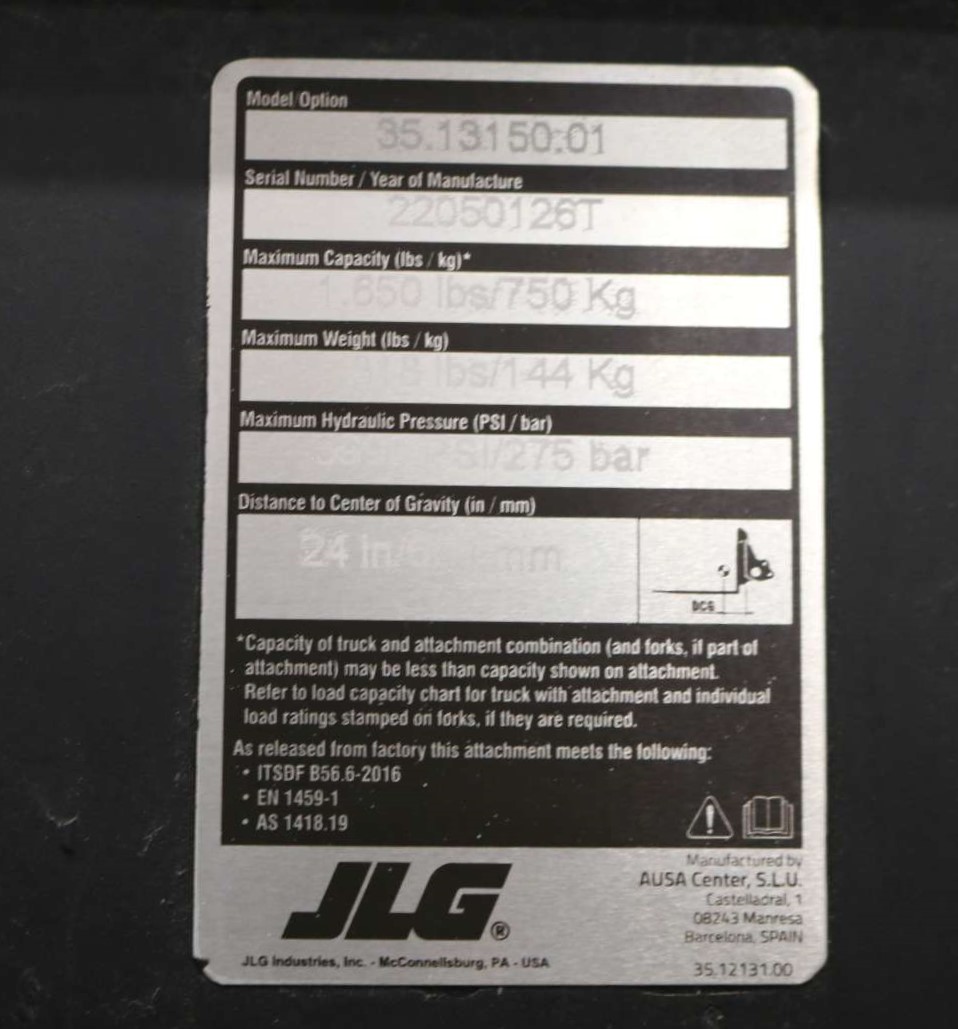 Model Option
35.13150.01
Serial Number / Year of Manufacture
22050126T
Maximum Capacity (lbs / kg)*
1.650 lbs/750 Kg
Maximum Weight (lbs / kg)
lbs/144 Kg
Maximum Hydraulic Pressure (PSI / bar)
PSI/275 bar
Distance to Center of Gravity (in / mm)
24 in/ mm
DCG
*Capacity of truck and attachment combination (and forks, if part of
attachment) may be less than capacity shown on attachment.
Refer to load capacity chart for truck with attachment and individual
load ratings stamped on forks, if they are required.
As released from factory this attachment meets the following:
• ITSDF B56.6-2016
• EN 1459-1
• AS 1418.19
JLG®
JLG Industries, Inc. - McConnellsburg, PA - USA
Manufactured by
AUSA Center, S.L.U.
Castelladral, 1
08243 Manresa
Barcelona, SPAIN
35.12131.00